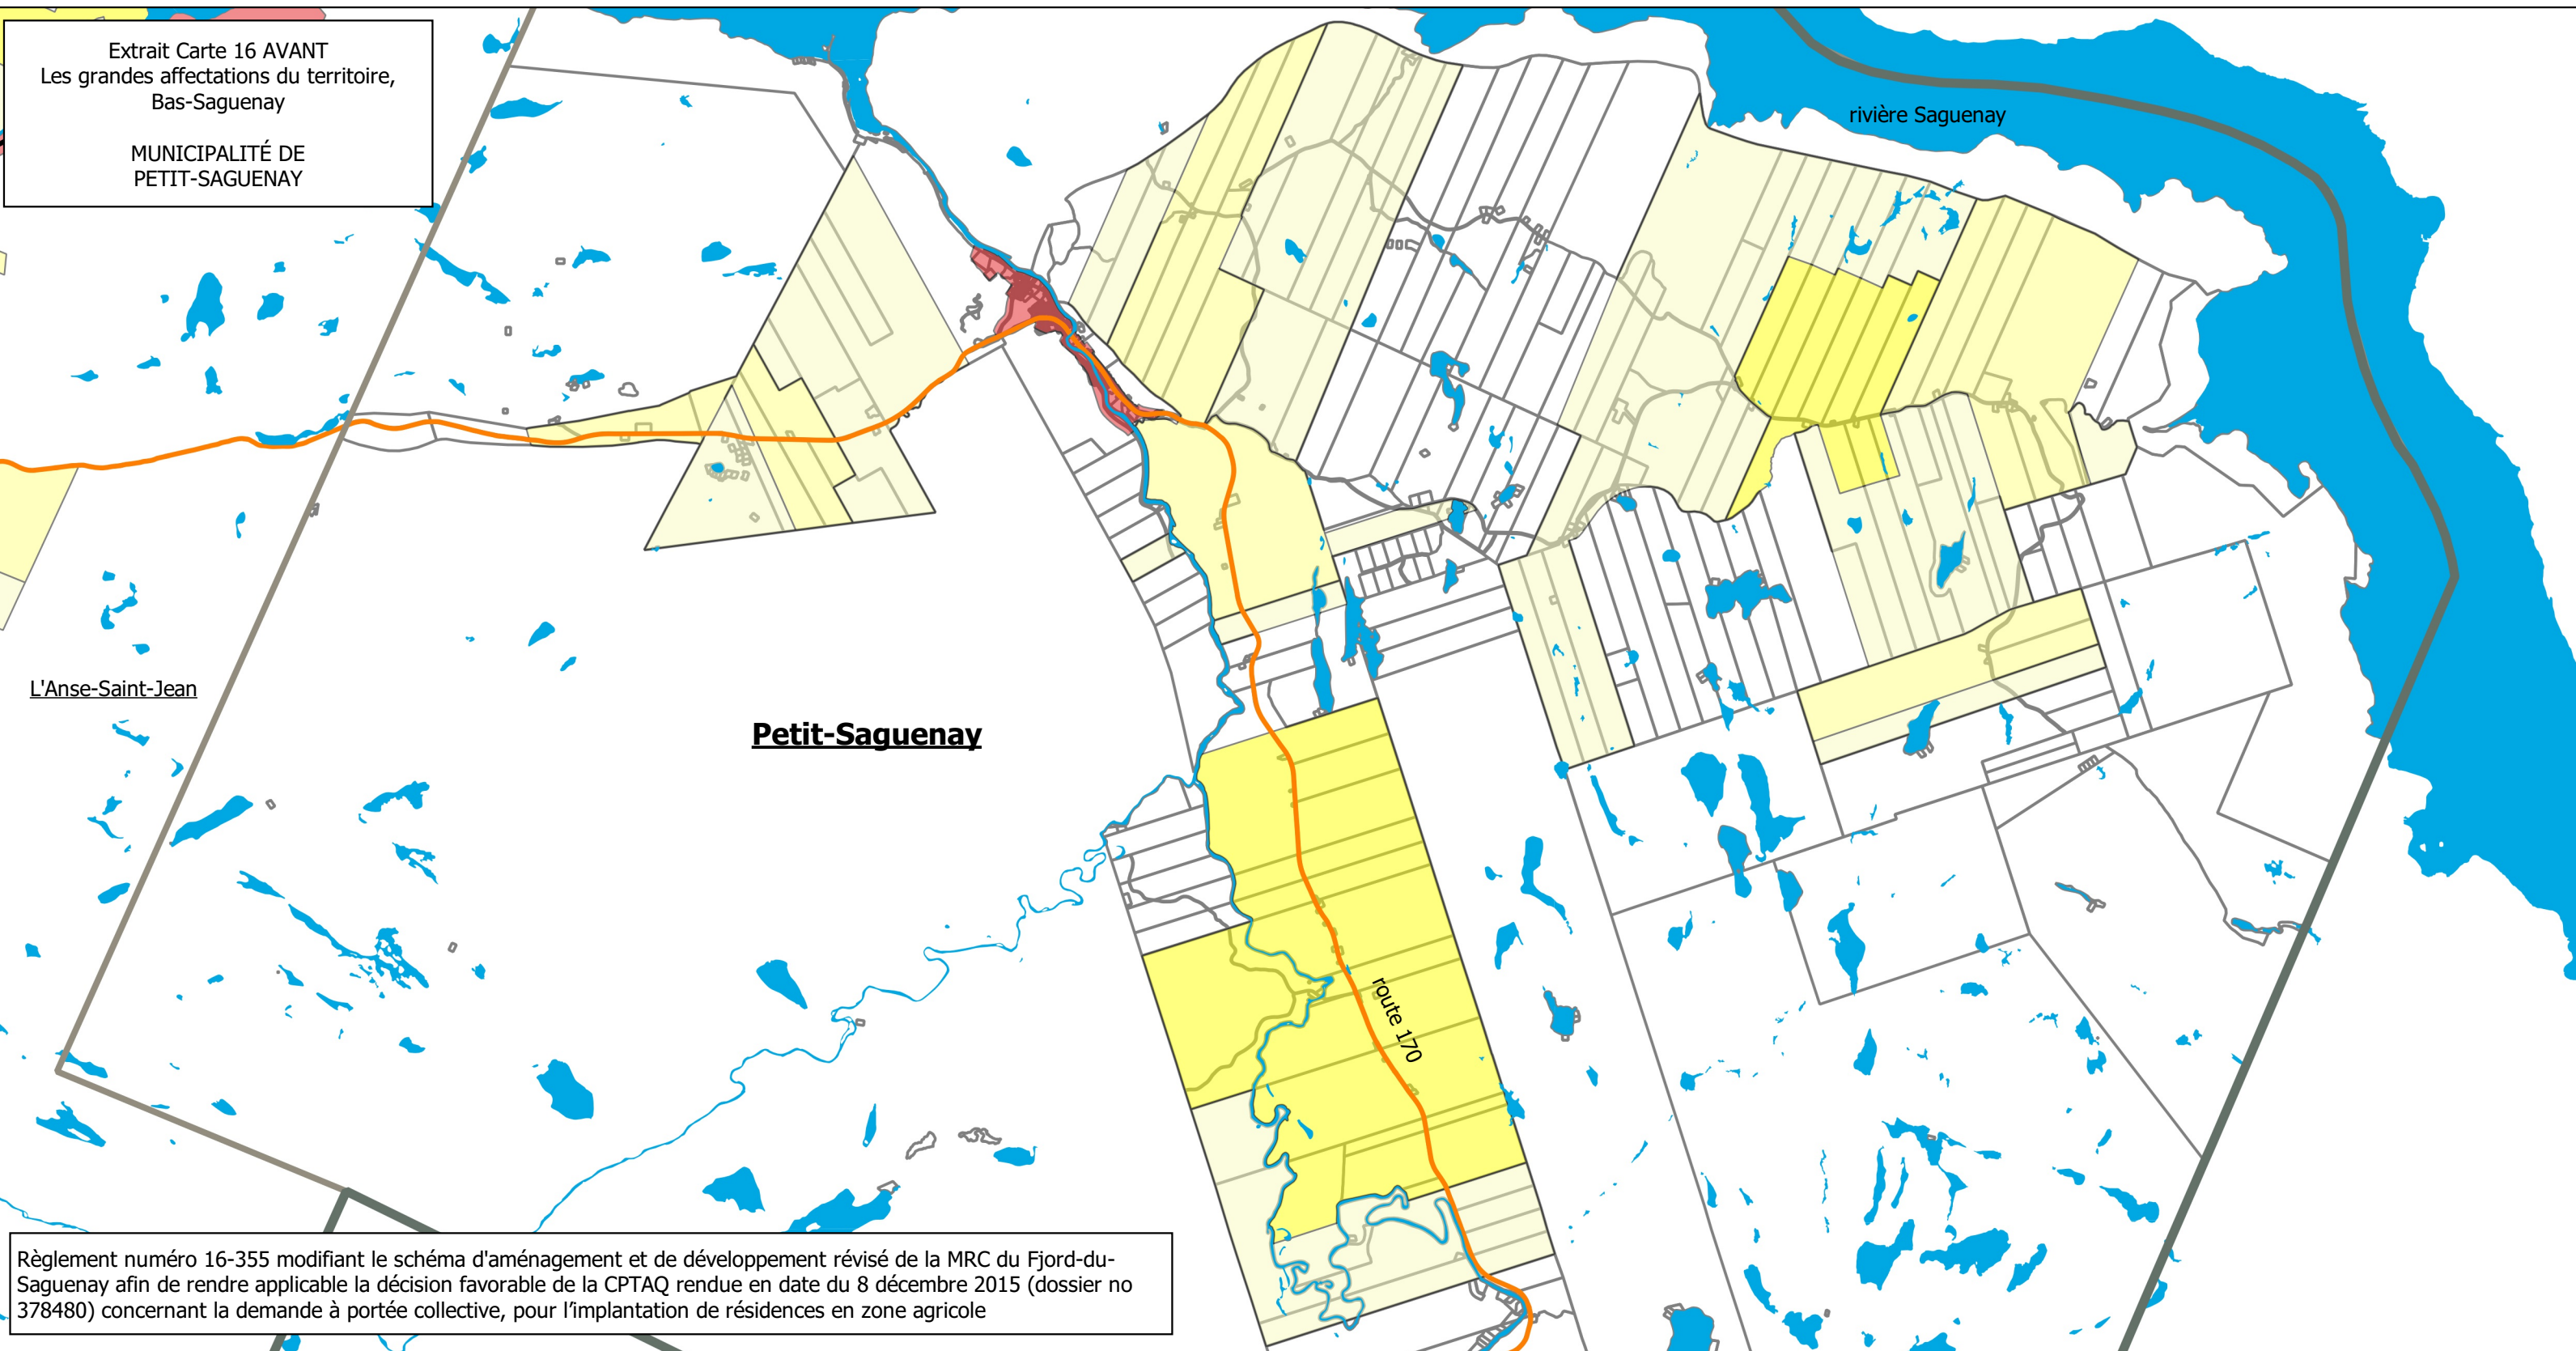 Extrait Carte 16 AVANT
Les grandes affectations du territoire,
Bas-Saguenay
MUNICIPALITÉ DE
PETIT-SAGUENAY
rivière Saguenay
L'Anse-Saint-Jean
Petit-Saguenay
route 170
Règlement numéro 16-355 modifiant le schéma d'aménagement et de développement révisé de la MRC du Fjord-du-
Saguenay afin de rendre applicable la décision favorable de la CPTAQ rendue en date du 8 décembre 2015 (dossier no
378480) concernant la demande à portée collective, pour l'implantation de résidences en zone agricole